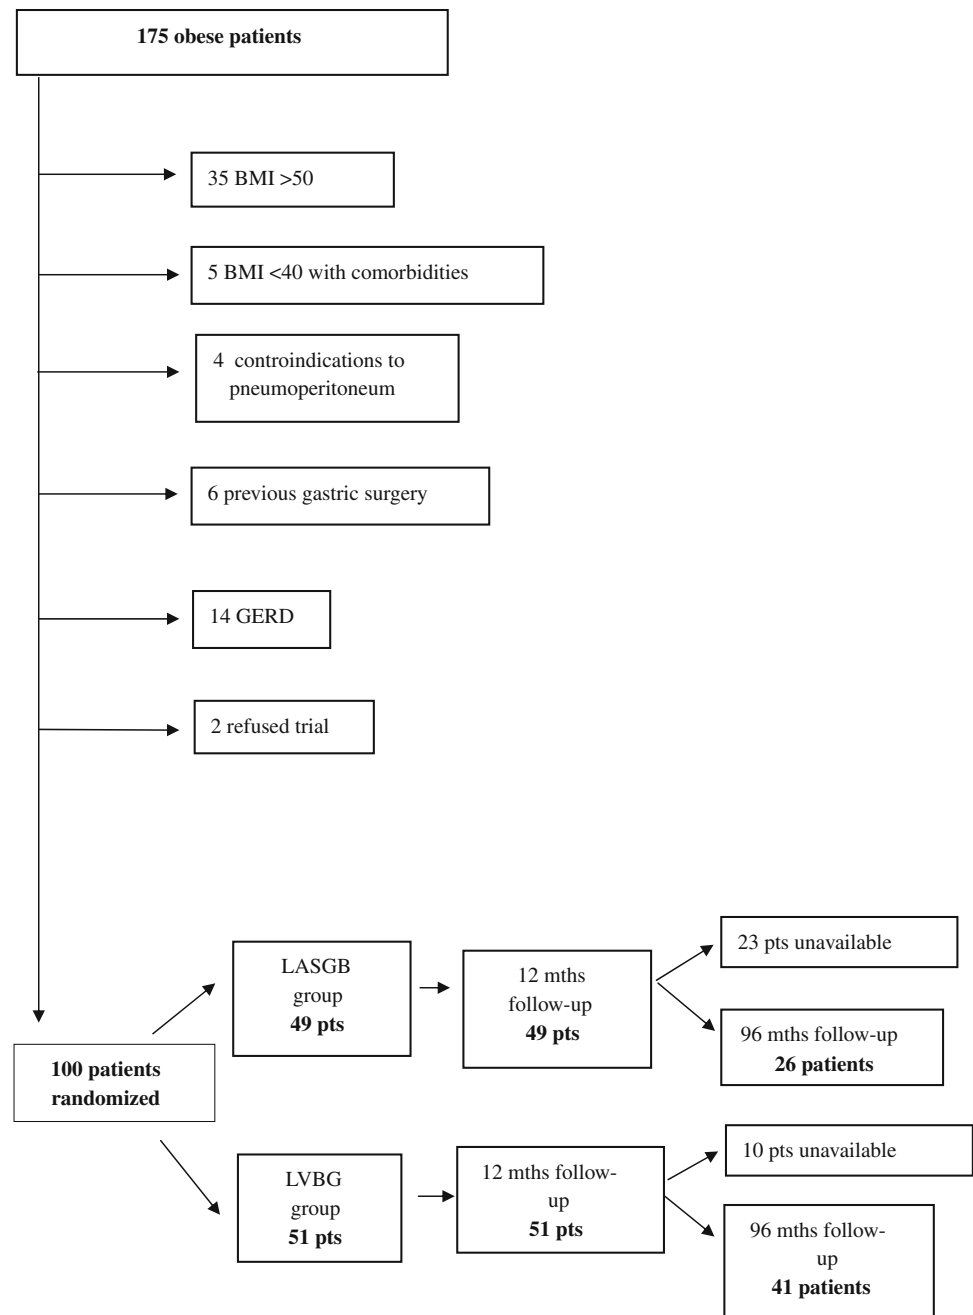 175 obese patients
35 BMI >50
5 BMI <40 with comorbidities
4 controindications to
pneumoperitoneum
6 previous gastric surgery
14 GERD
2 refused trial
100 patients
randomized
LASGB
group
49 pts
12 mths
follow-up
49 pts
23 pts unavailable
96 mths follow-up
26 patients
LVBG
group
51 pts
12 mths follow-
up
51 pts
10 pts unavailable
96 mths follow-
up
41 patients